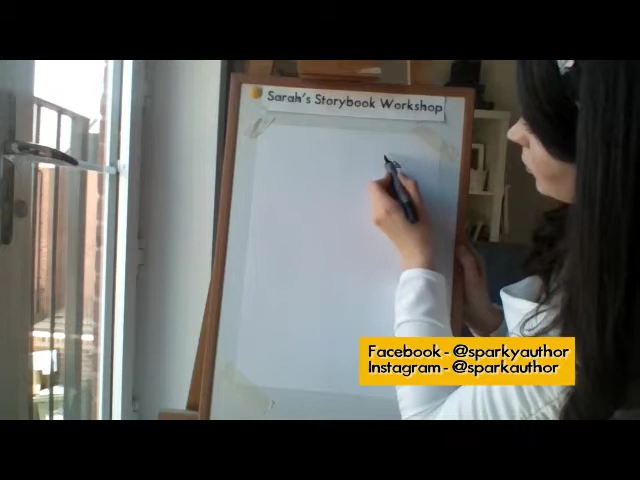 Sarah's Storybook Workshop
Facebook - @sparkyauthor
Instagram - @sparkauthor